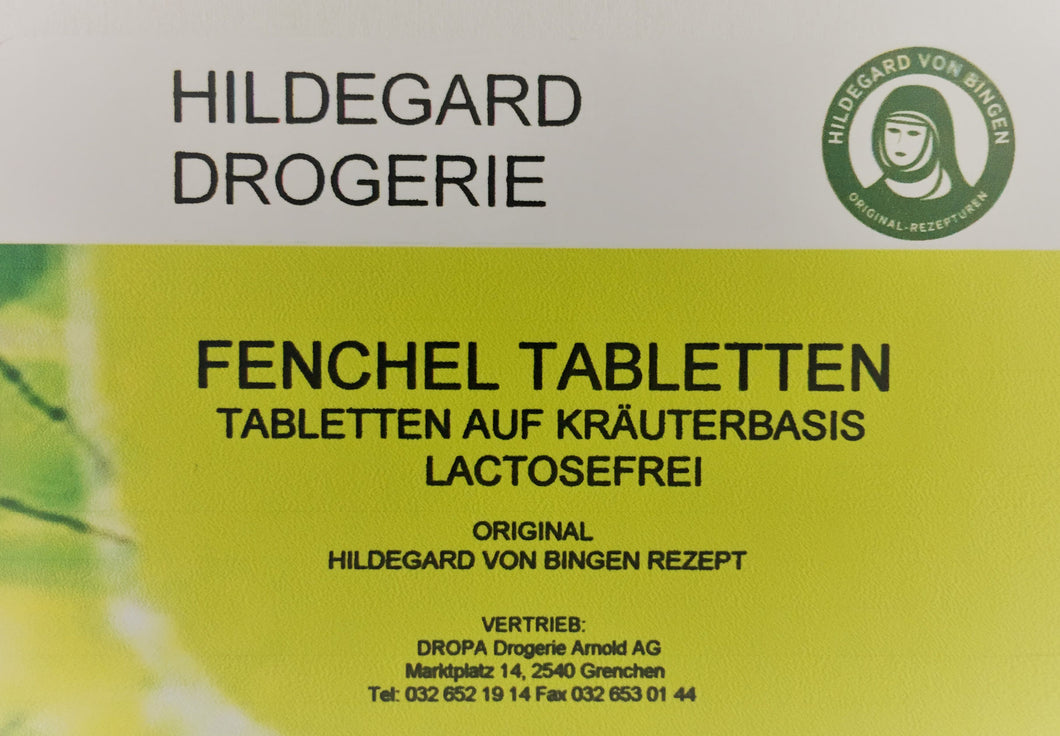 HILDEGARD
DROGERIE
HILDEGARD VON BINGEN
ORIGINAL-REZEPTUREN
FENCHEL TABLETTEN
TABLETTEN AUF KRÄUTERBASIS
LACTOSEFREI
ORIGINAL
HILDEGARD VON BINGEN REZEPT
VERTRIEB:
DROPA Drogerie Arnold AG
Marktplatz 14, 2540 Grenchen
Tel: 032 652 19 14 Fax 032 653 01 44